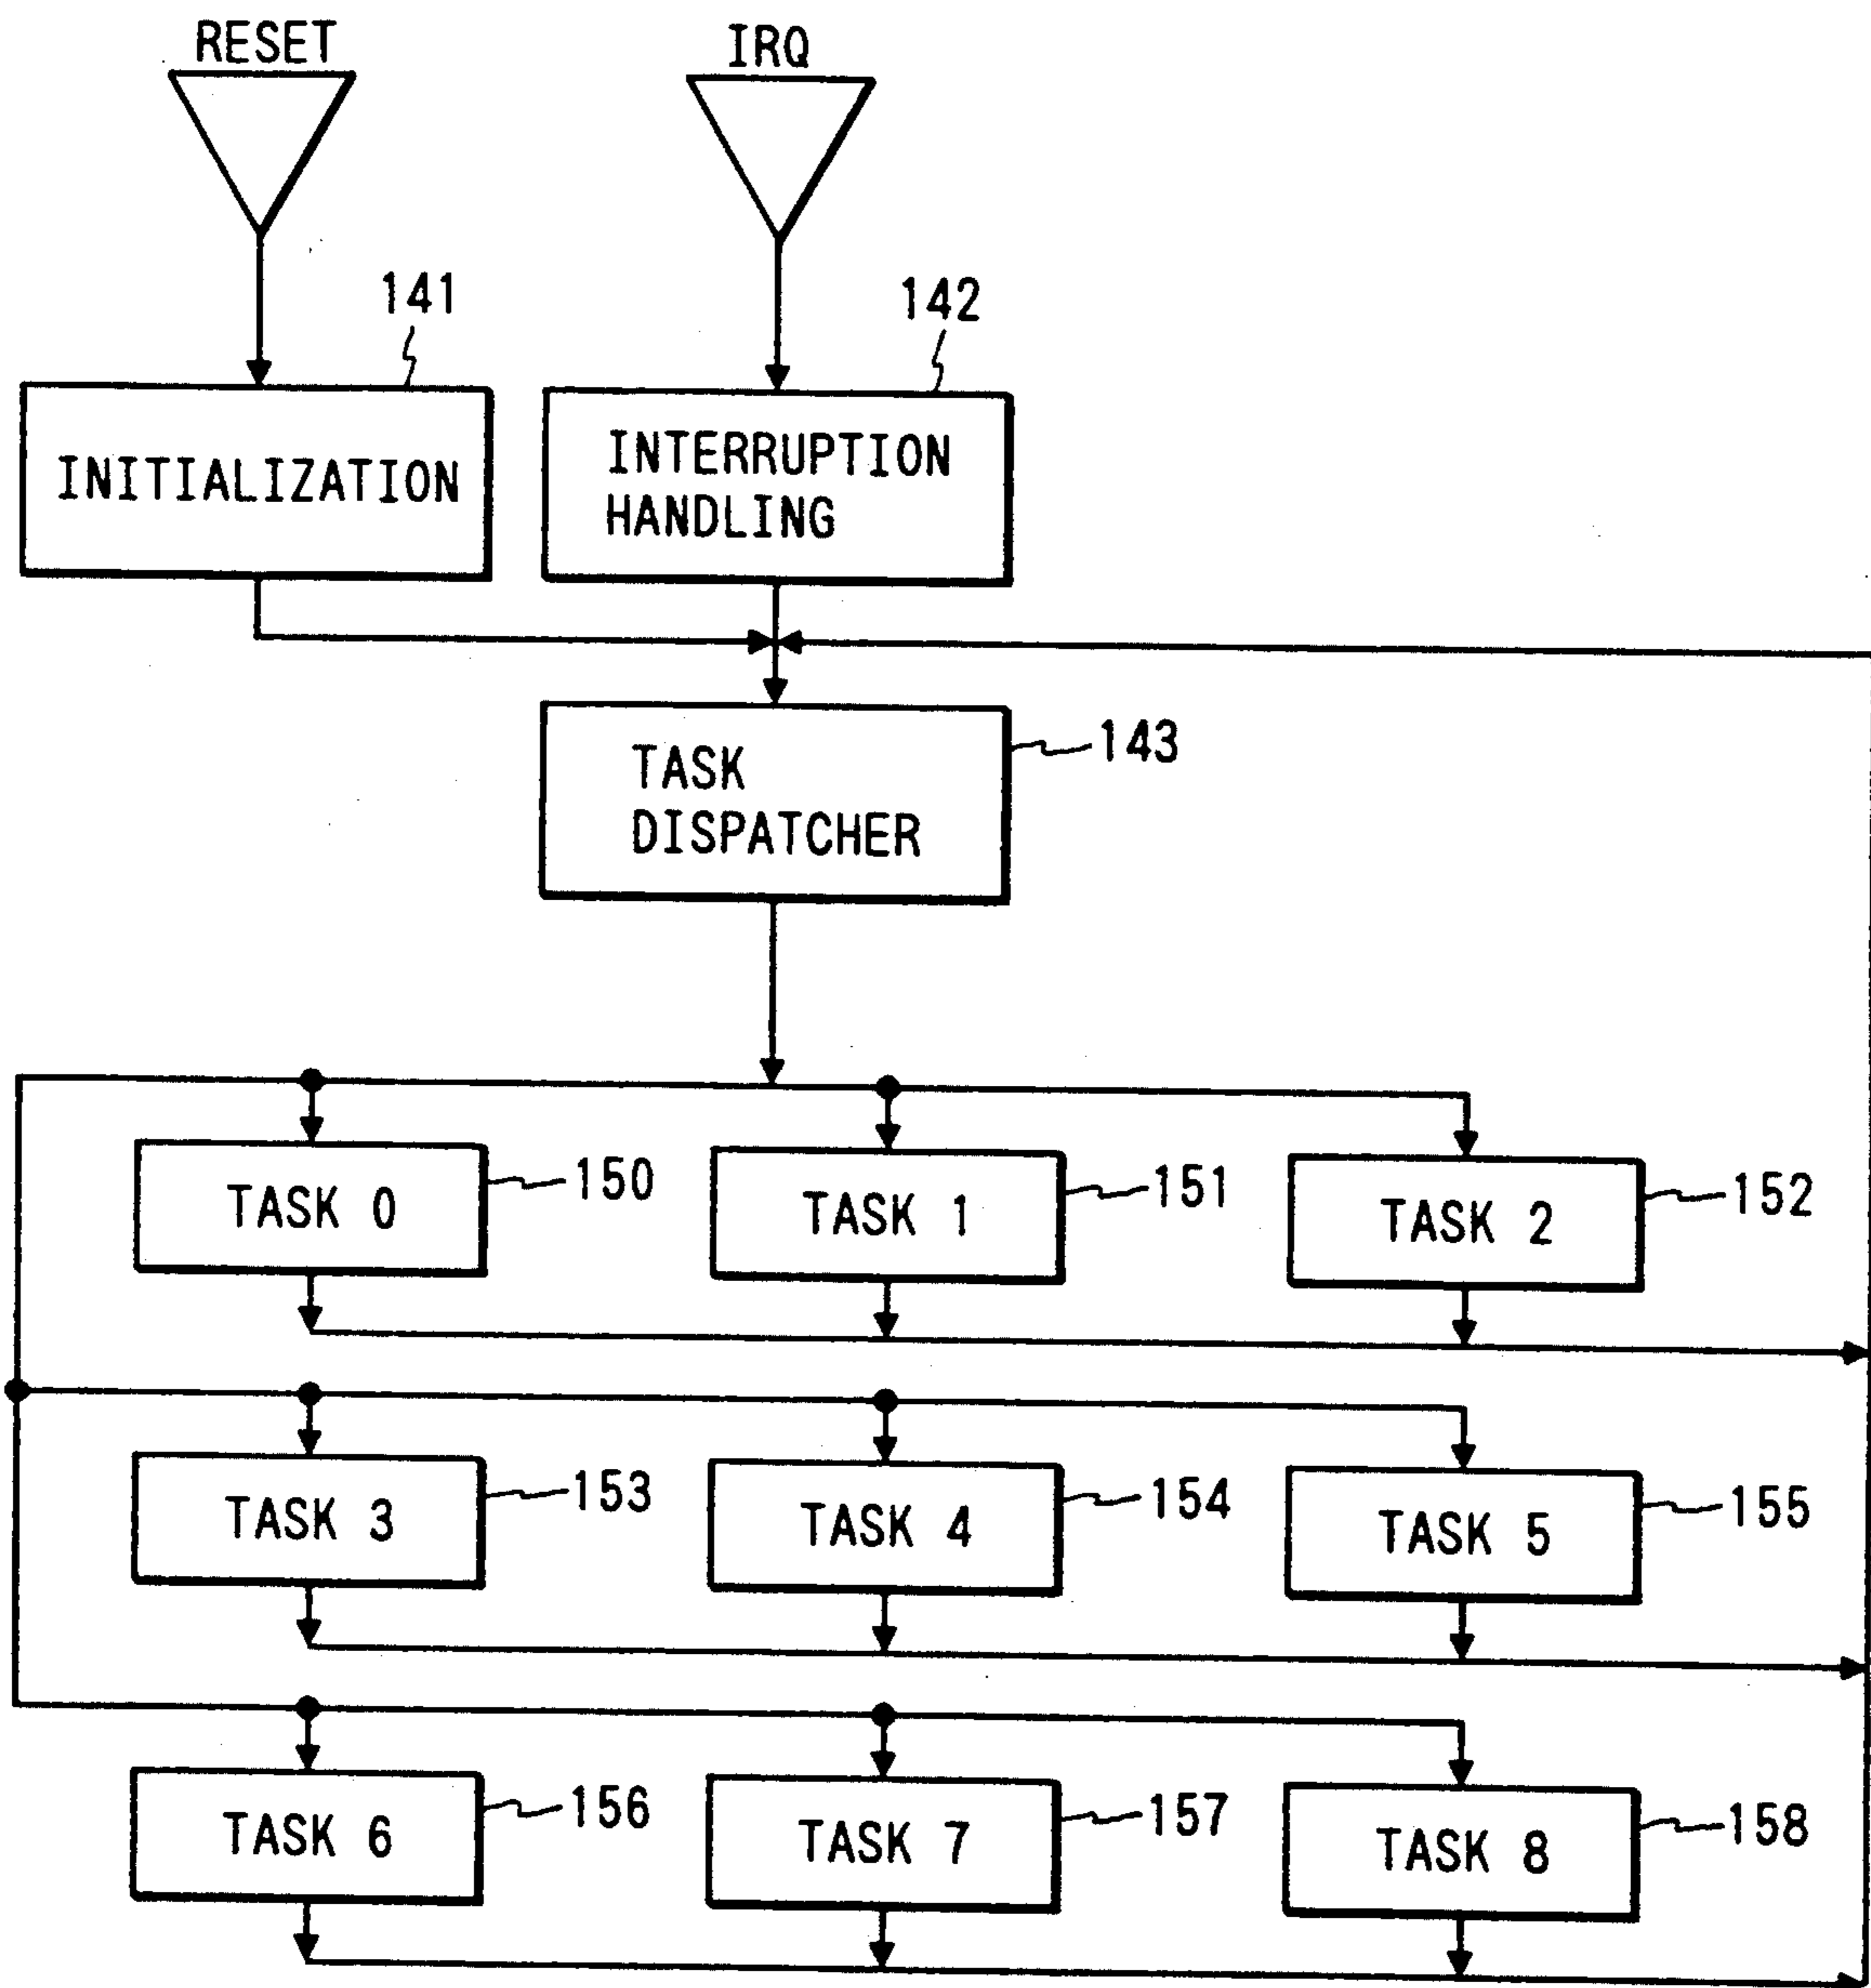 RESET
IRQ
141
142
INITIALIZATION
INTERRUPTION
HANDLING
143
TASK
DISPATCHER
150
151
152
TASK 0
TASK 1
TASK 2
153
154
155
TASK 3
TASK 4
TASK 5
156
157
158
TASK 6
TASK 7
TASK 8